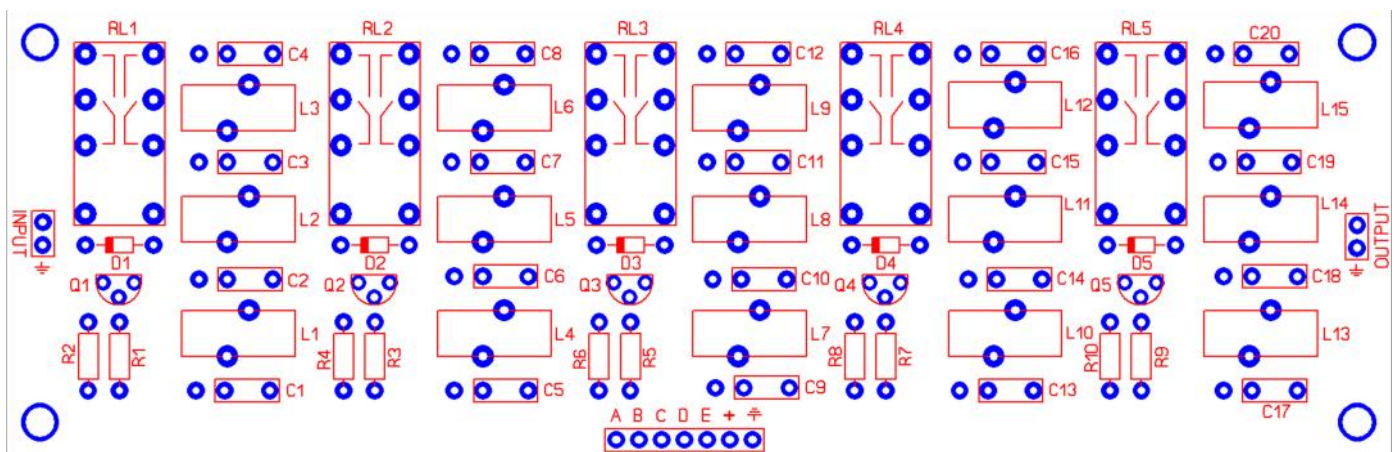 RL1 RL2 RL3 RL4 RL5
C4 C8 C12 C16 C20
L3 L6 L9 L12 L15
C3 C7 C11 C15 C19
L2 L5 L8 L11 L14
INPUT OUTPUT
D1 D2 D3 D4 D5
Q1 C2 Q2 C6 Q3 C10 Q4 C14 Q5 C18
L1 L4 L7 L10 L13
R2 R1 R4 R3 R6 R5 R8 R7 R10 R9
C1 C5 C9 C13 C17
A B C D E +